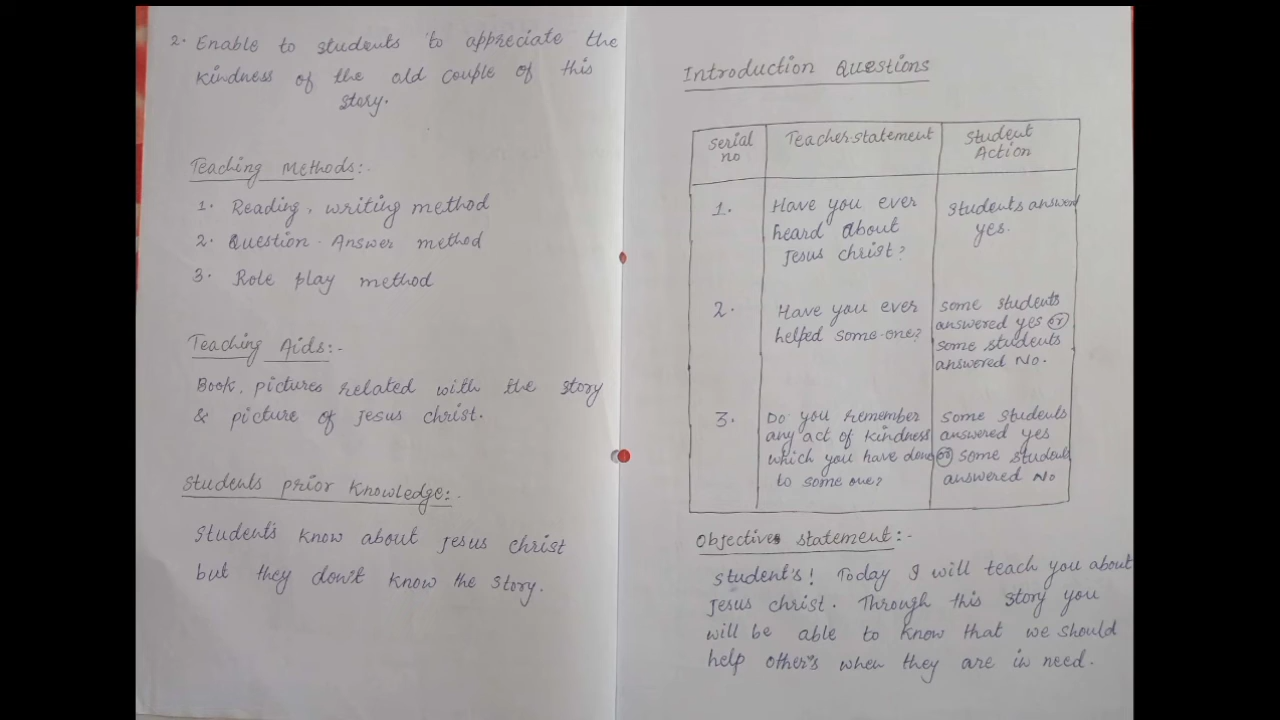 2. Enable to students to appreciate the
kindness of the old couple of this
story.
Teaching Methods:-
1. Reading, writing method
2. Question - Answer method
3. Role play method
Teaching Aids:-
Book, pictures related with the story
& picture of Jesus christ.
Students prior Knowledge:-
Student's know about Jesus christ
but they don't know the story.
Introduction Questions
Serial
no
Teacher statement
Student
Action
1.
Have you ever
heard about
Jesus christ?
Students answer
yes.
2.
Have you ever
helped some-one?
some students
answered yes or
some students
answered No.
3.
Do you remember
any act of kindness
which you have done
to some one?
Some students
answered yes
or some students
answered No
Objectives statement:-
Student's! Today I will teach you about
Jesus christ. Through this story you
will be able to know that we should
help other's when they are in need.